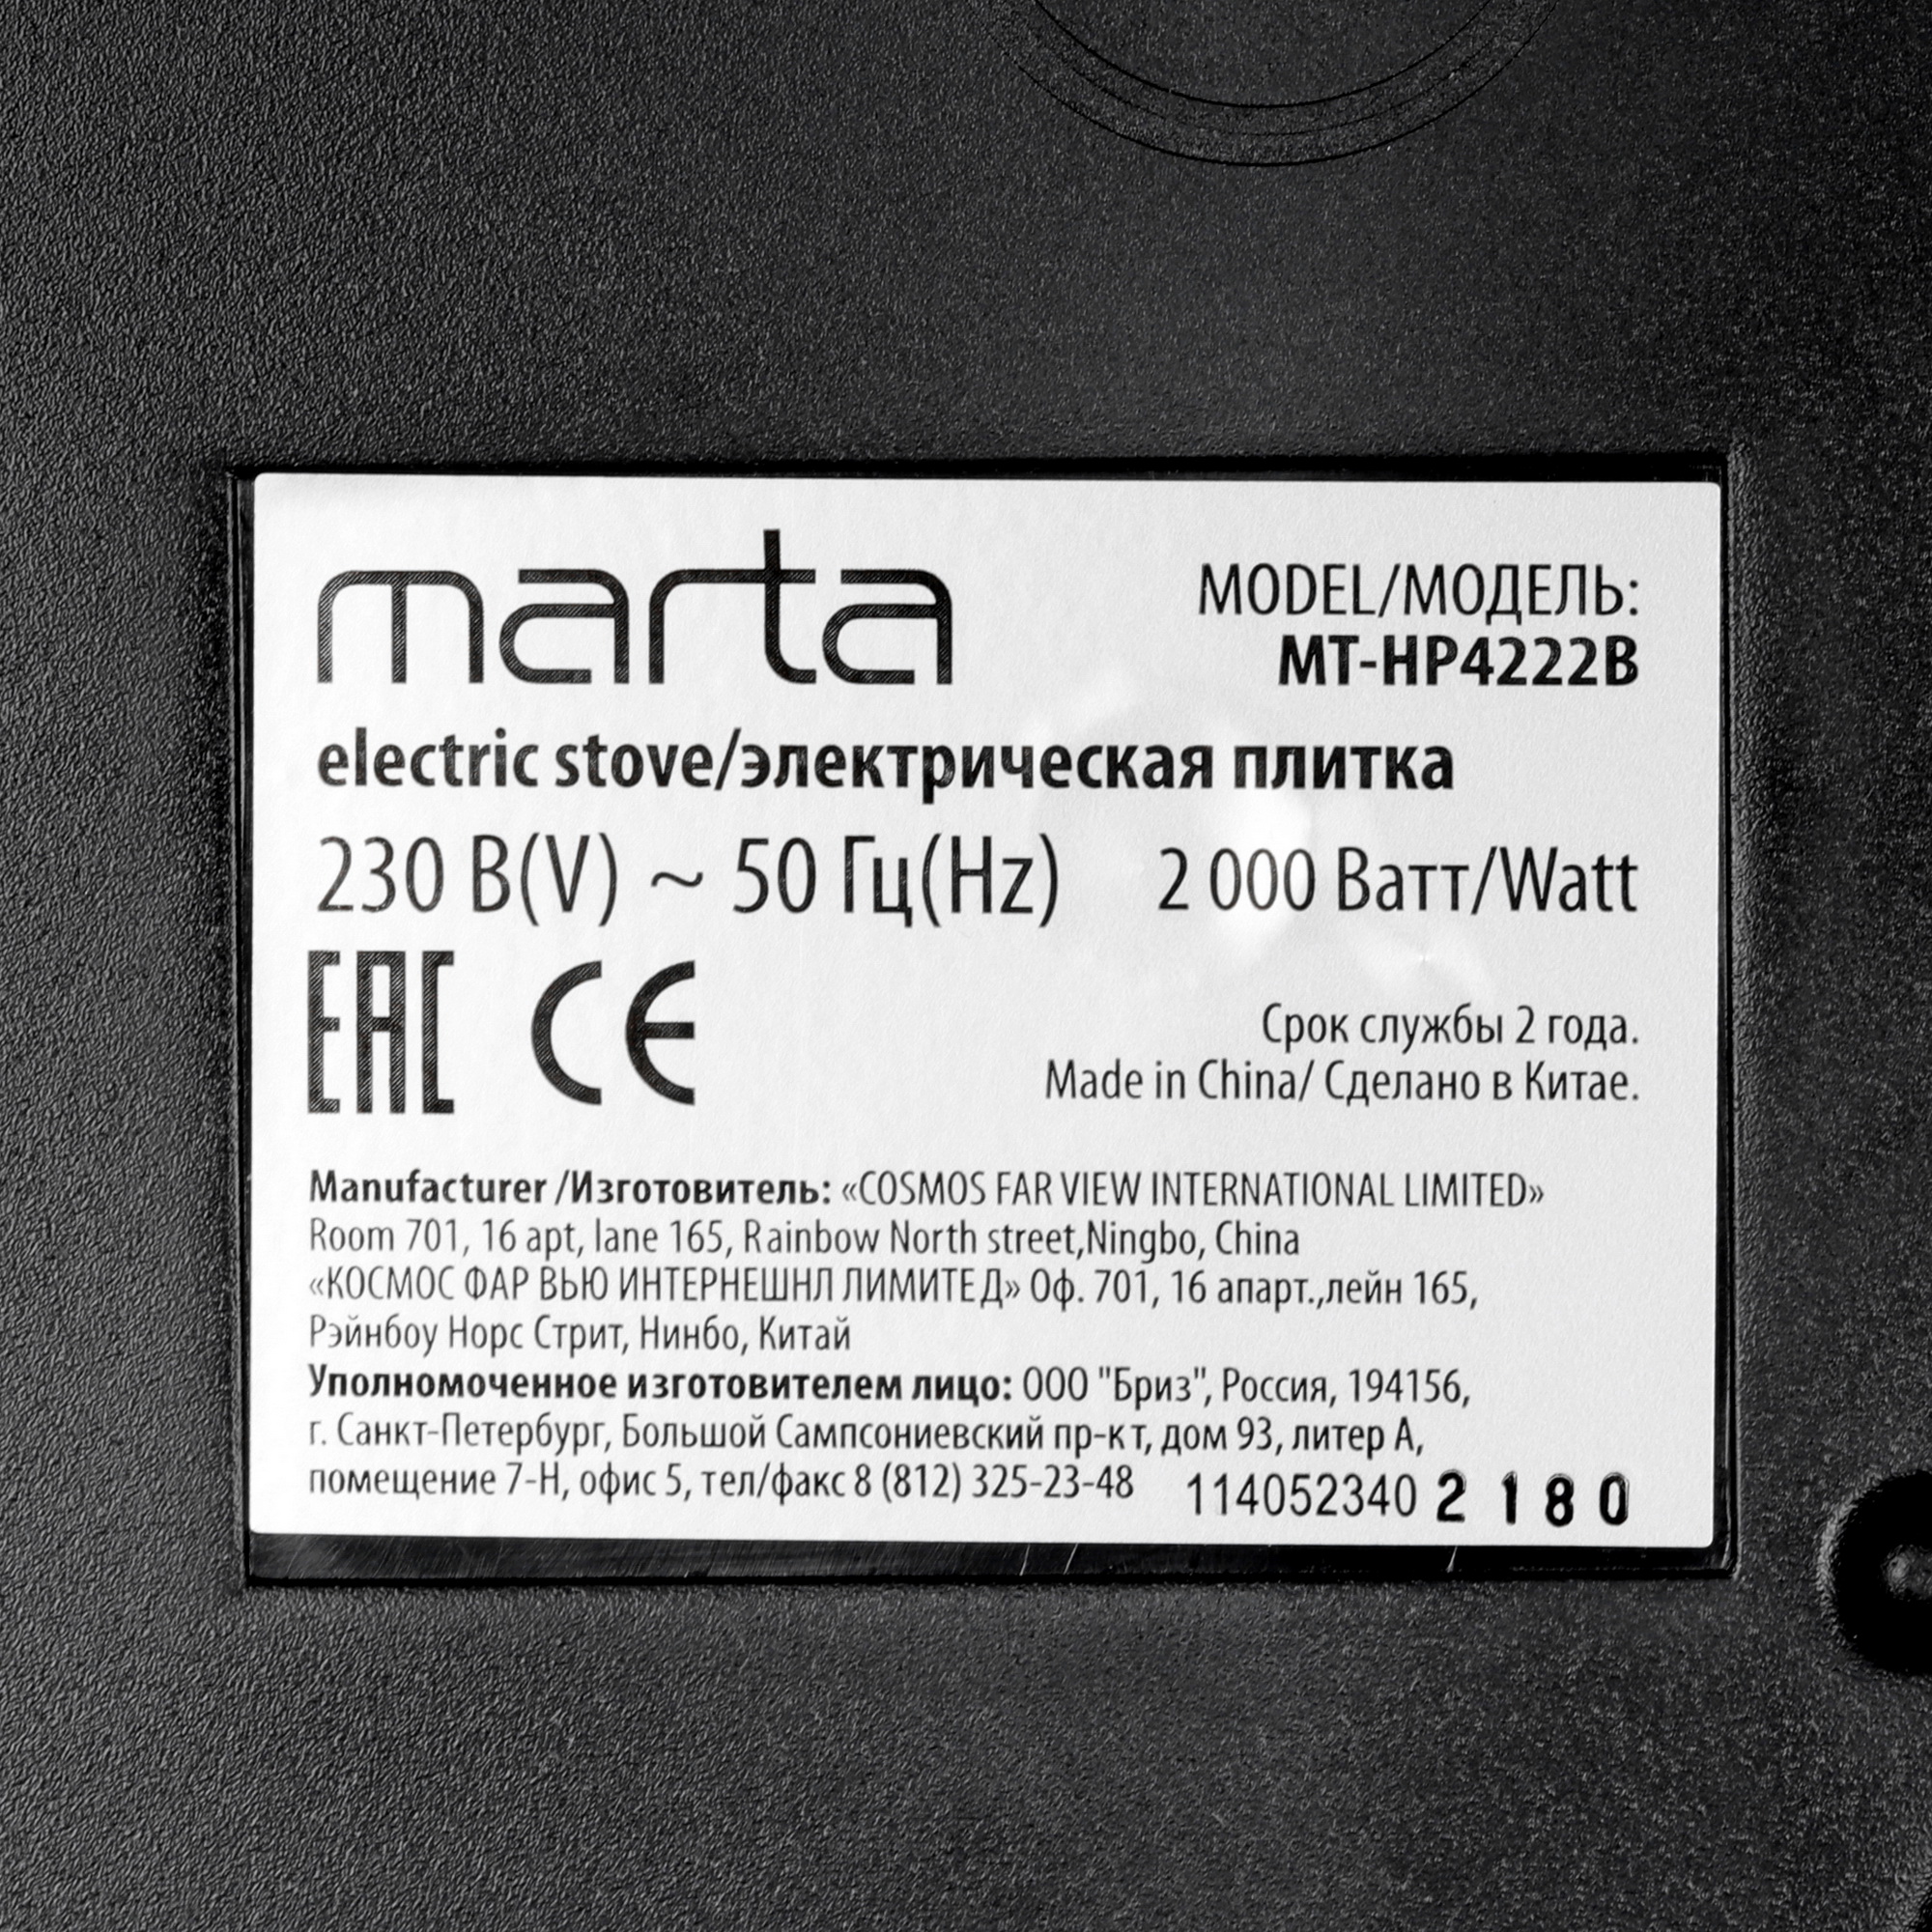 marta
MODEL/МОДЕЛЬ:
MT-HP4222B
electric stove/электрическая плитка
230 В(V) ~ 50 Гц(Hz) 2 000 Ватт/Watt
EAC CE
Срок службы 2 года.
Made in China/ Сделано в Китае.
Manufacturer /Изготовитель: «COSMOS FAR VIEW INTERNATIONAL LIMITED»
Room 701, 16 apt, lane 165, Rainbow North street,Ningbo, China
«КОСМОС ФАР ВЬЮ ИНТЕРНЕШНЛ ЛИМИТЕД» Оф. 701, 16 апарт.,лейн 165,
Рэйнбоу Норс Стрит, Нинбо, Китай
Уполномоченное изготовителем лицо: ООО "Бриз", Россия, 194156,
г. Санкт-Петербург, Большой Сампсониевский пр-кт, дом 93, литер А,
помещение 7-Н, офис 5, тел/факс 8 (812) 325-23-48 114052340 2 1 8 0